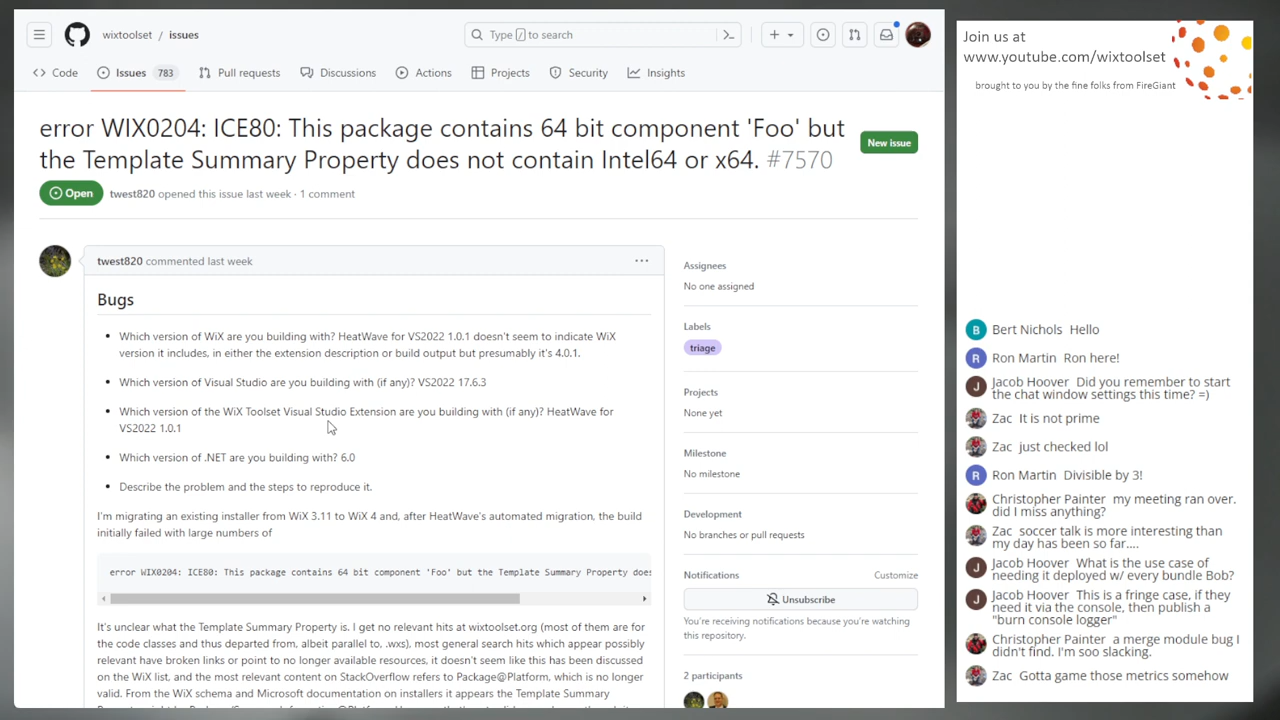 wixtoolset / issues
Type / to search
Code
Issues 783
Pull requests
Discussions
Actions
Projects
Security
Insights
error WIX0204: ICE80: This package contains 64 bit component 'Foo' but
the Template Summary Property does not contain Intel64 or x64. #7570
New issue
Open twest820 opened this issue last week · 1 comment
twest820 commented last week
Bugs
Which version of WiX are you building with? HeatWave for VS2022 1.0.1 doesn't seem to indicate WiX
version it includes, in either the extension description or build output but presumably it's 4.0.1.
Which version of Visual Studio are you building with (if any)? VS2022 17.6.3
Which version of the WiX Toolset Visual Studio Extension are you building with (if any)? HeatWave for
VS2022 1.0.1
Which version of .NET are you building with? 6.0
Describe the problem and the steps to reproduce it.
I'm migrating an existing installer from WiX 3.11 to WiX 4 and, after HeatWave's automated migration, the build
initially failed with large numbers of
error WIX0204: ICE80: This package contains 64 bit component 'Foo' but the Template Summary Property does
It's unclear what the Template Summary Property is. I get no relevant hits at wixtoolset.org (most of them are for
the code classes and thus departed from, albeit parallel to, .wxs), most general search hits which appear possibly
relevant have broken links or point to no longer available resources, it doesn't seem like this has been discussed
on the WiX list, and the most relevant content on StackOverflow refers to Package@Platform, which is no longer
valid. From the WiX schema and Microsoft documentation on installers it appears the Template Summary
Assignees
No one assigned
Labels
triage
Projects
None yet
Milestone
No milestone
Development
No branches or pull requests
Notifications Customize
Unsubscribe
You're receiving notifications because you're watching
this repository.
2 participants
Join us at
www.youtube.com/wixtoolset
brought to you by the fine folks from FireGiant
B Bert Nichols Hello
R Ron Martin Ron here!
J Jacob Hoover Did you remember to start
the chat window settings this time? =)
Zac It is not prime
Zac just checked lol
R Ron Martin Divisible by 3!
Christopher Painter my meeting ran over.
did I miss anything?
Zac soccer talk is more interesting than
my day has been so far....
J Jacob Hoover What is the use case of
needing it deployed w/ every bundle Bob?
J Jacob Hoover This is a fringe case, if they
need it via the console, then publish a
"burn console logger"
Christopher Painter a merge module bug I
didn't find. I'm soo slacking.
Zac Gotta game those metrics somehow